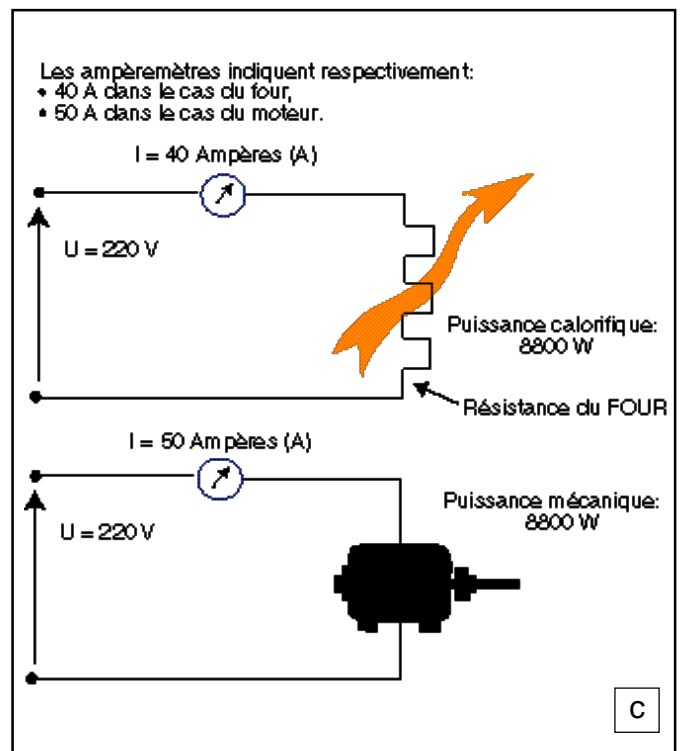 Les ampèremètres indiquent respectivement:
• 40 A dans le cas du four,
• 50 A dans le cas du moteur.
I = 40 Ampères (A)
U = 220 V
Puissance calorifique:
8800 W
Résistance du FOUR
I = 50 Ampères (A)
U = 220 V
Puissance mécanique:
8800 W
C